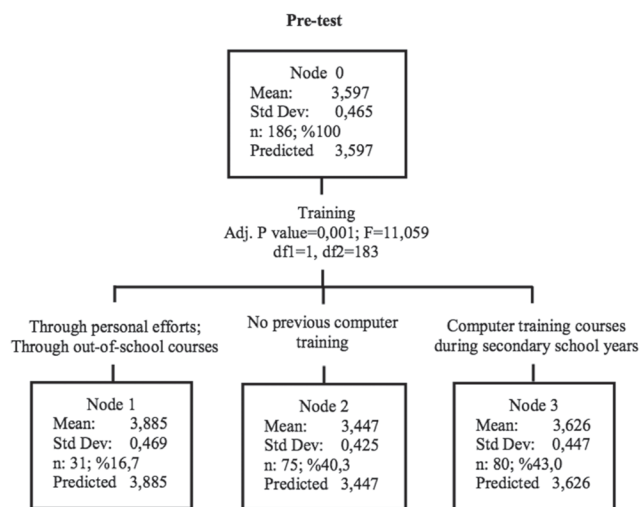 Pre-test
Node 0
Mean: 3,597
Std Dev: 0,465
n: 186; %100
Predicted 3,597
Training
Adj. P value=0,001; F=11,059
df1=1, df2=183
Through personal efforts;
Through out-of-school courses
No previous computer
training
Computer training courses
during secondary school years
Node 1
Mean: 3,885
Std Dev: 0,469
n: 31; %16,7
Predicted 3,885
Node 2
Mean: 3,447
Std Dev: 0,425
n: 75; %40,3
Predicted 3,447
Node 3
Mean: 3,626
Std Dev: 0,447
n: 80; %43,0
Predicted 3,626